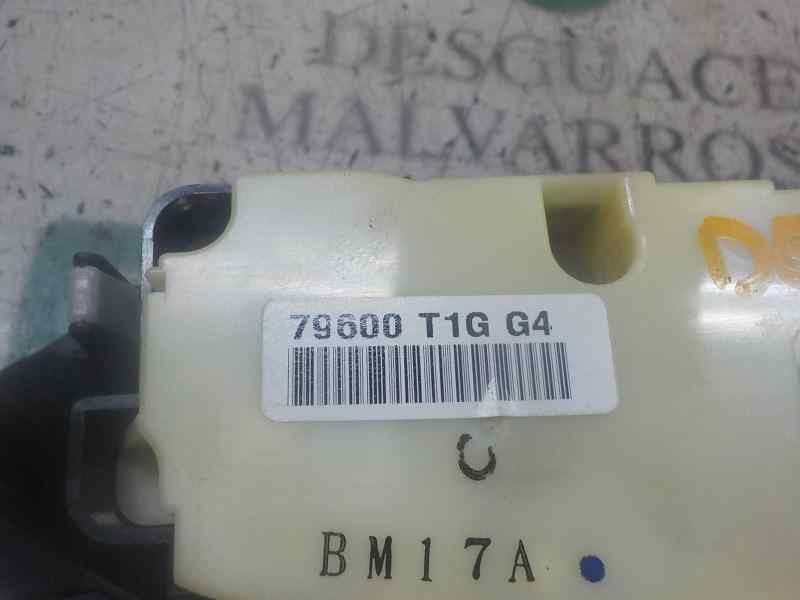 DESGUACE
MALVARROS
79600 T1G G4
C
BM17A